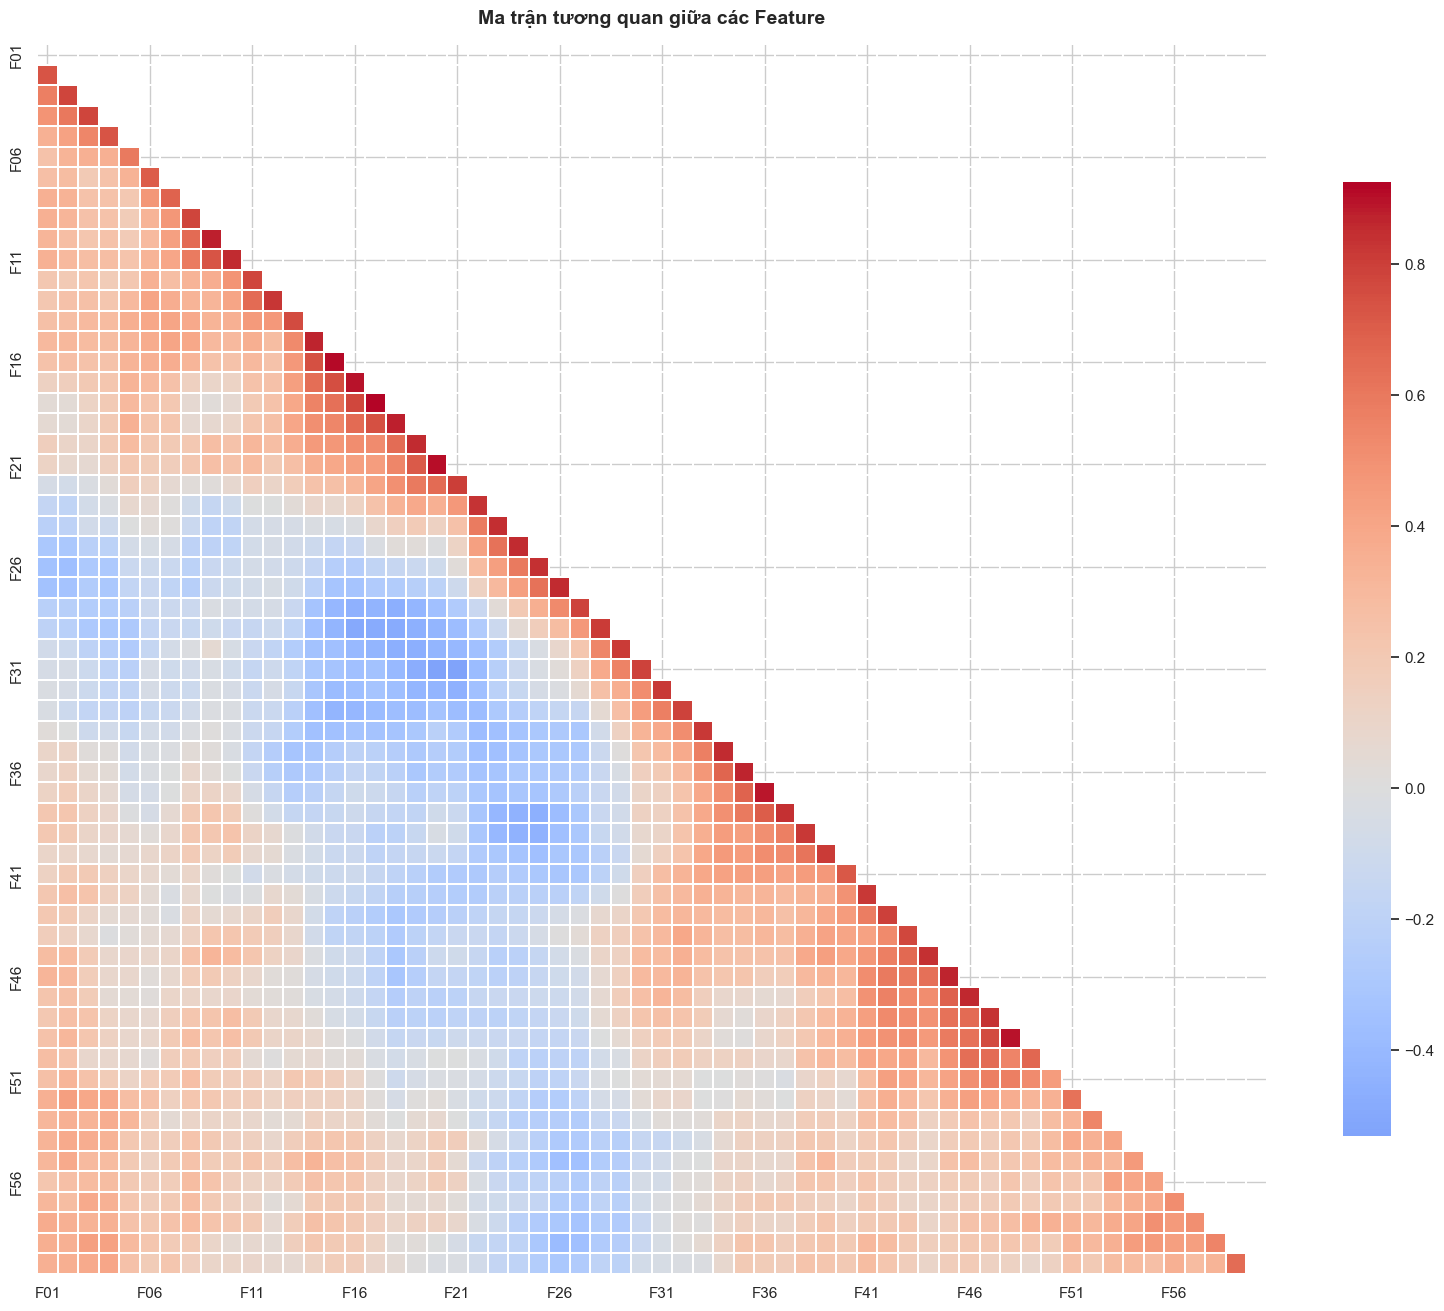 Ma trận tương quan giữa các Feature
F01
F06
F11
F16
F21
F26
F31
F36
F41
F46
F51
F56
0.8
0.6
0.4
0.2
0.0
−0.2
−0.4
F01 F06 F11 F16 F21 F26 F31 F36 F41 F46 F51 F56